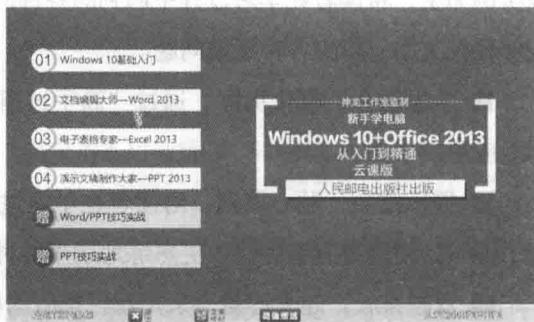 01 Windows 10基础入门
02 文档编辑大师—Word 2013
03 电子表格专家—Excel 2013
04 演示文稿制作大家—PPT 2013
赠 Word/PPT技巧实战
赠 PPT技巧实战
神龙工作室监制
新手学电脑
Windows 10+Office 2013
从入门到精通
云课版
人民邮电出版社出版
超值赠送